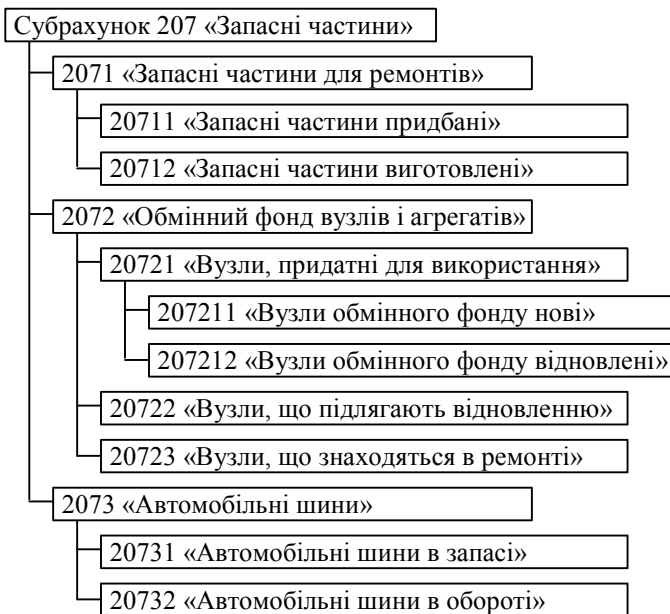 Субрахунок 207 «Запасні частини»
2071 «Запасні частини для ремонтів»
20711 «Запасні частини придбані»
20712 «Запасні частини виготовлені»
2072 «Обмінний фонд вузлів і агрегатів»
20721 «Вузли, придатні для використання»
207211 «Вузли обмінного фонду нові»
207212 «Вузли обмінного фонду відновлені»
20722 «Вузли, що підлягають відновленню»
20723 «Вузли, що знаходяться в ремонті»
2073 «Автомобільні шини»
20731 «Автомобільні шини в запасі»
20732 «Автомобільні шини в обороті»